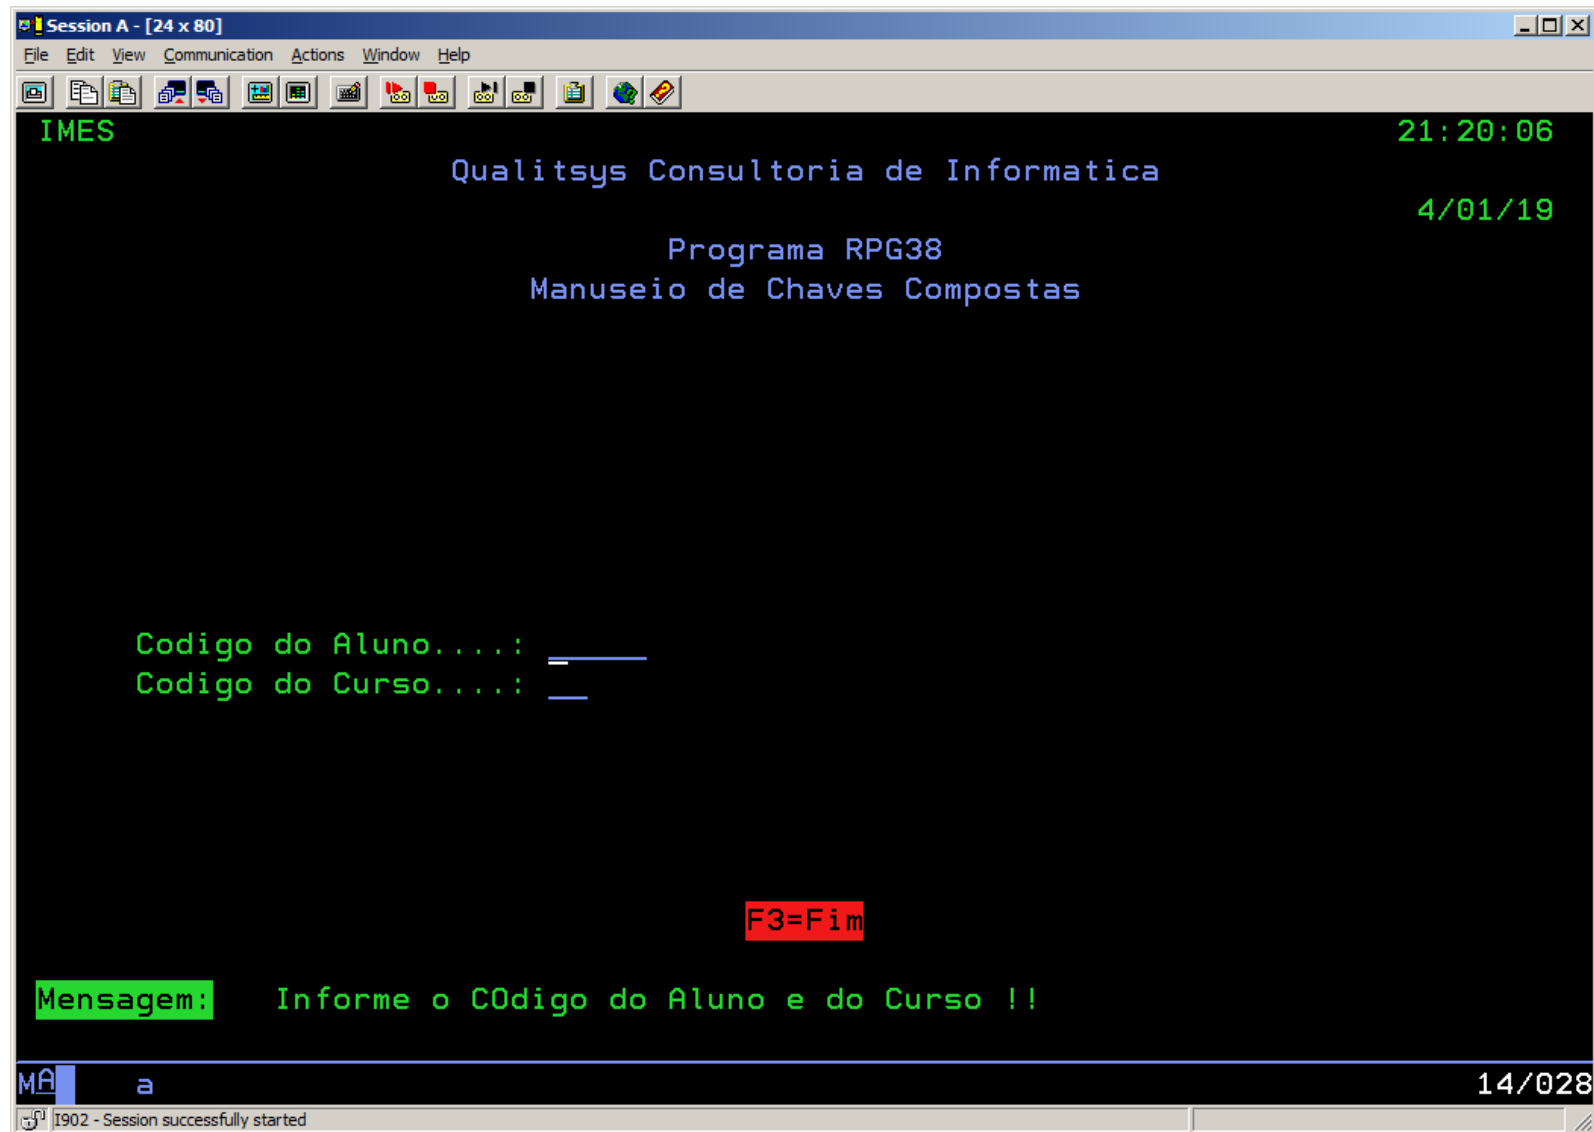 Session A - [24 x 80]
File Edit View Communication Actions Window Help
IMES 21:20:06
Qualitsys Consultoria de Informatica
4/01/19
Programa RPG38
Manuseio de Chaves Compostas
Codigo do Aluno....:
Codigo do Curso....:
F3=Fim
Mensagem: Informe o COdigo do Aluno e do Curso !!
MA a 14/028
I902 - Session successfully started